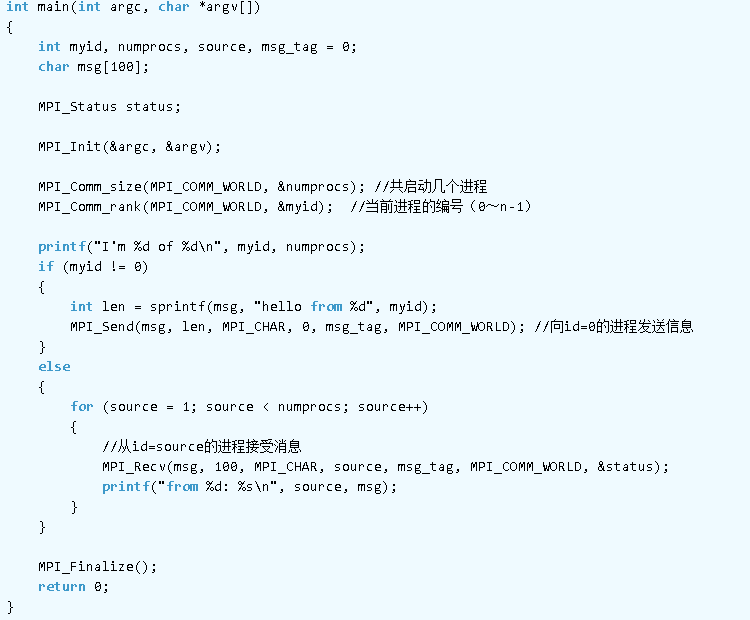 int main(int argc, char *argv[])
{
    int myid, numprocs, source, msg_tag = 0;
    char msg[100];

    MPI_Status status;

    MPI_Init(&argc, &argv);

    MPI_Comm_size(MPI_COMM_WORLD, &numprocs); //共启动几个进程
    MPI_Comm_rank(MPI_COMM_WORLD, &myid);  //当前进程的编号（0～n-1）

    printf("I'm %d of %d\n", myid, numprocs);
    if (myid != 0)
    {
        int len = sprintf(msg, "hello from %d", myid);
        MPI_Send(msg, len, MPI_CHAR, 0, msg_tag, MPI_COMM_WORLD); //向id=0的进程发送信息
    }
    else
    {
        for (source = 1; source < numprocs; source++)
        {
            //从id=source的进程接受消息
            MPI_Recv(msg, 100, MPI_CHAR, source, msg_tag, MPI_COMM_WORLD, &status);
            printf("from %d: %s\n", source, msg);
        }
    }

    MPI_Finalize();
    return 0;
}